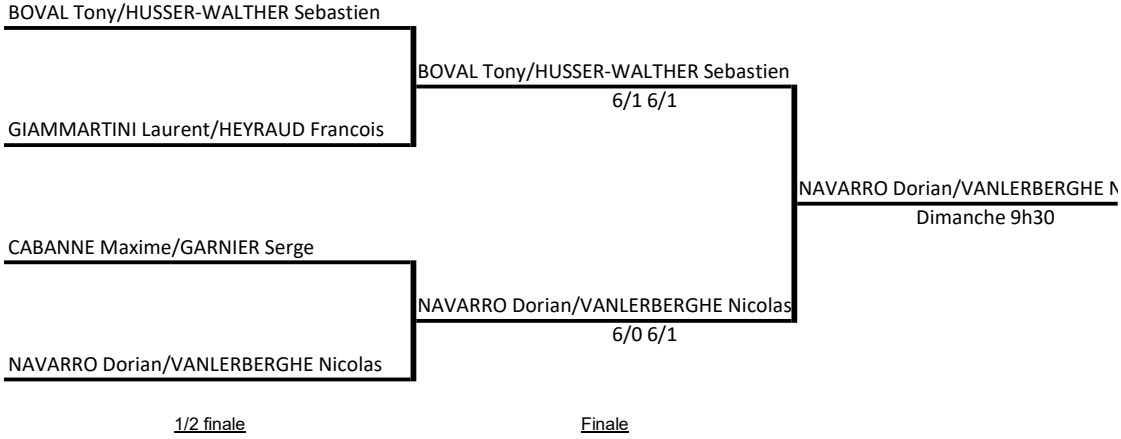 BOVAL Tony/HUSSER-WALTHER Sebastien
BOVAL Tony/HUSSER-WALTHER Sebastien
6/1 6/1
GIAMMARTINI Laurent/HEYRAUD Francois
NAVARRO Dorian/VANLERBERGHE N
Dimanche 9h30
CABANNE Maxime/GARNIER Serge
NAVARRO Dorian/VANLERBERGHE Nicolas
6/0 6/1
NAVARRO Dorian/VANLERBERGHE Nicolas
1/2 finale
Finale